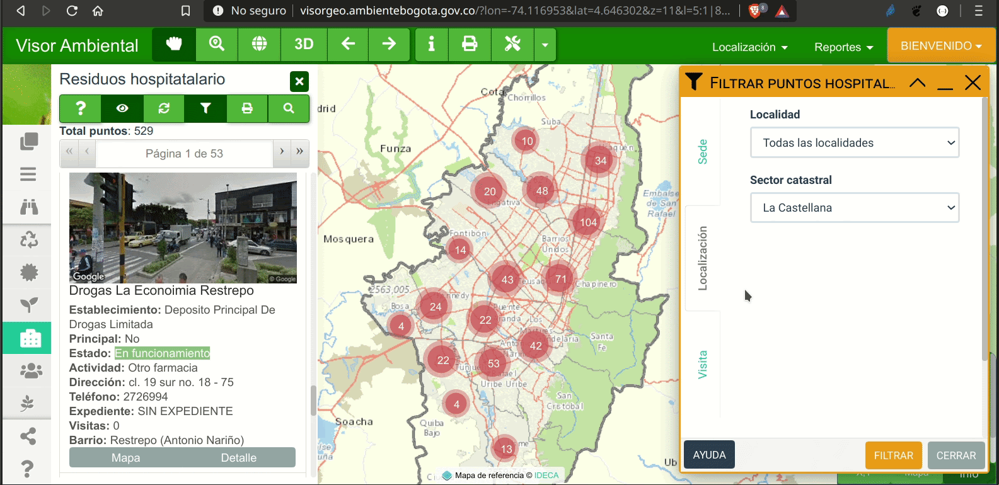 No seguro
visorgeo.ambientebogota.gov.co/?lon=-74.116953&lat=4.646302&z=11&l=5:1|8...
8
Visor Ambiental
3D
Localización
Reportes
BIENVENIDO
Residuos hospitatalario
Total puntos: 529
Página 1 de 53
Google
© Google
Drogas La Econoimia Restrepo
Establecimiento: Deposito Principal De
Drogas Limitada
Principal: No
Estado: En funcionamiento
Actividad: Otro farmacia
Dirección: cl. 19 sur no. 18 - 75
Teléfono: 2726994
Expediente: SIN EXPEDIENTE
Visitas: 0
Barrio: Restrepo (Antonio Nariño)
Mapa
Detalle
drid
Cota
Chorrillos
Suba
10
34
Funza
20
48
Embalse
de San
Rafael
104
Mosquera
Fontibón
14
Barrios
Unidos
43
71
Chapinero
2563,005
Bosa
24
4
Puente
22
Los
Santa
Fe
42
22
53
Rafael
Uribe Uribe
4
San
Cristóbal
Soacha
Quiba
Bajo
13
Ub
Mapa de referencia © IDECA
FILTRAR PUNTOS HOSPITAL...
Sede
Localización
Visita
Localidad
Todas las localidades
Sector catastral
La Castellana
AYUDA
FILTRAR
CERRAR